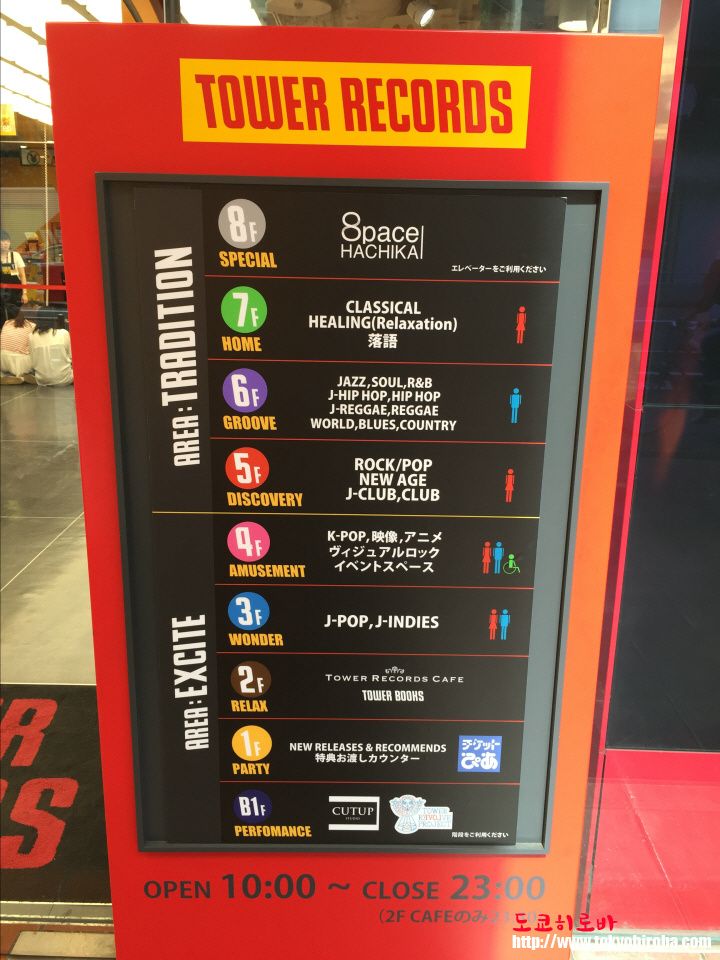 TOWER RECORDS
AREA:TRADITION
8F
SPECIAL
8pace
HACHIKAI
エレベーターをご利用ください
7F
HOME
CLASSICAL
HEALING(Relaxation)
落語
6F
GROOVE
JAZZ,SOUL,R&B
J-HIP HOP,HIP HOP
J-REGGAE,REGGAE
WORLD,BLUES,COUNTRY
5F
DISCOVERY
ROCK/POP
NEW AGE
J-CLUB,CLUB
AREA:EXCITE
4F
AMUSEMENT
K-POP,映像,アニメ
ヴィジュアルロック
イベントスペース
3F
WONDER
J-POP,J-INDIES
2F
RELAX
TOWER RECORDS CAFE
TOWER BOOKS
1F
PARTY
NEW RELEASES & RECOMMENDS
特典お渡しカウンター
チケット
ぴあ
B1F
PERFOMANCE
CUTUP
STUDIO
TOWER
REVOLVE
PROJECT
階段をご利用ください
OPEN 10:00 ~ CLOSE 23:00
(2F CAFEのみ
도쿄히로바